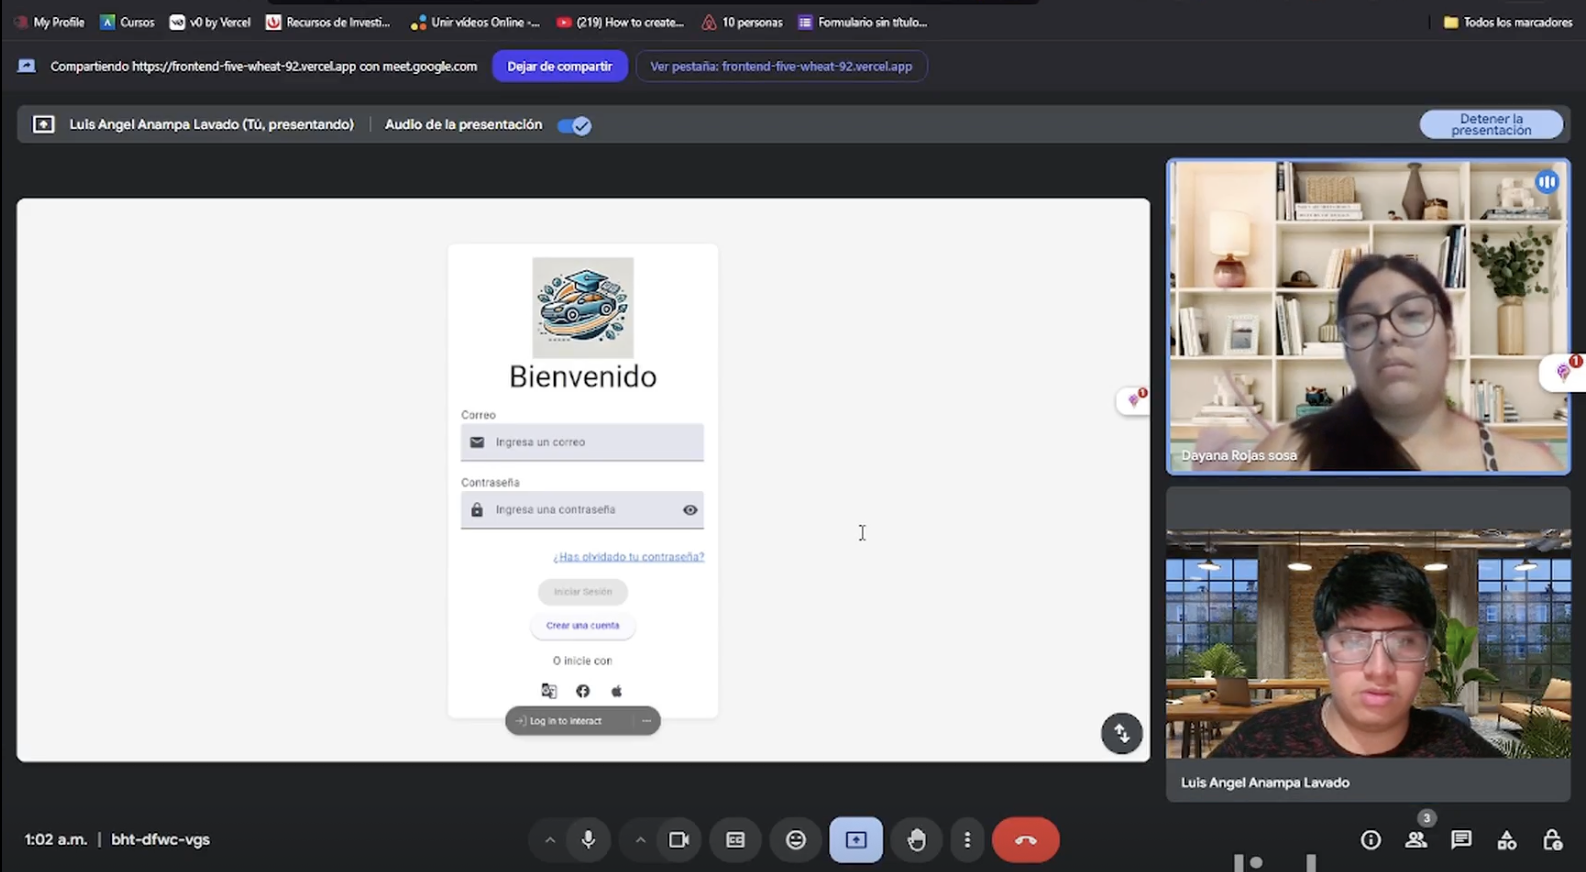 My Profile
Cursos
v0 by Vercel
Recursos de Investi...
Unir vídeos Online -...
(219) How to create...
10 personas
Formulario sin título...
Todos los marcadores
Compartiendo https://frontend-five-wheat-92.vercel.app con meet.google.com
Dejar de compartir
Ver pestaña: frontend-five-wheat-92.vercel.app
Luis Angel Anampa Lavado (Tú, presentando)
Audio de la presentación
Detener la
presentación
Bienvenido
Correo
Ingresa un correo
Contraseña
Ingresa una contraseña
¿Has olvidado tu contraseña?
Iniciar Sesión
Crear una cuenta
O inicie con
Log in to interact
1
1
Dayana Rojas sosa
Luis Angel Anampa Lavado
1:02 a.m. | bht-dfwc-vgs
3